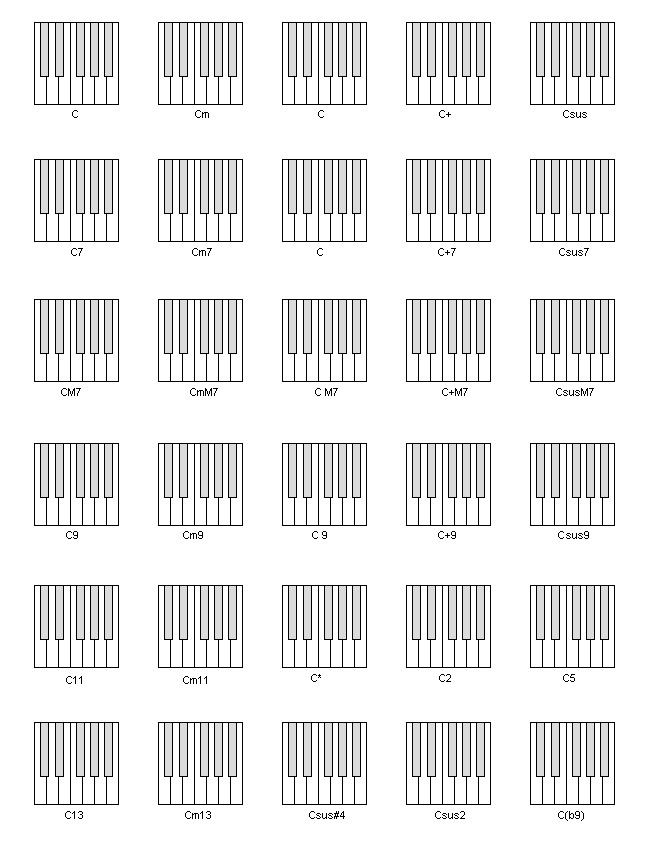 C Cm C C+ Csus
C7 Cm7 C C+7 Csus7
CM7 CmM7 C M7 C+M7 CsusM7
C9 Cm9 C 9 C+9 Csus9
C11 Cm11 C* C2 C5
C13 Cm13 Csus#4 Csus2 C(b9)